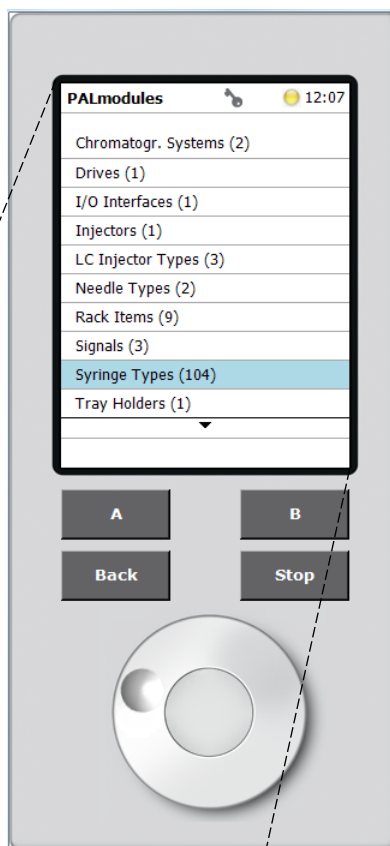 PALmodules 12:07
Chromatogr. Systems (2)
Drives (1)
I/O Interfaces (1)
Injectors (1)
LC Injector Types (3)
Needle Types (2)
Rack Items (9)
Signals (3)
Syringe Types (104)
Tray Holders (1)
A B
Back Stop